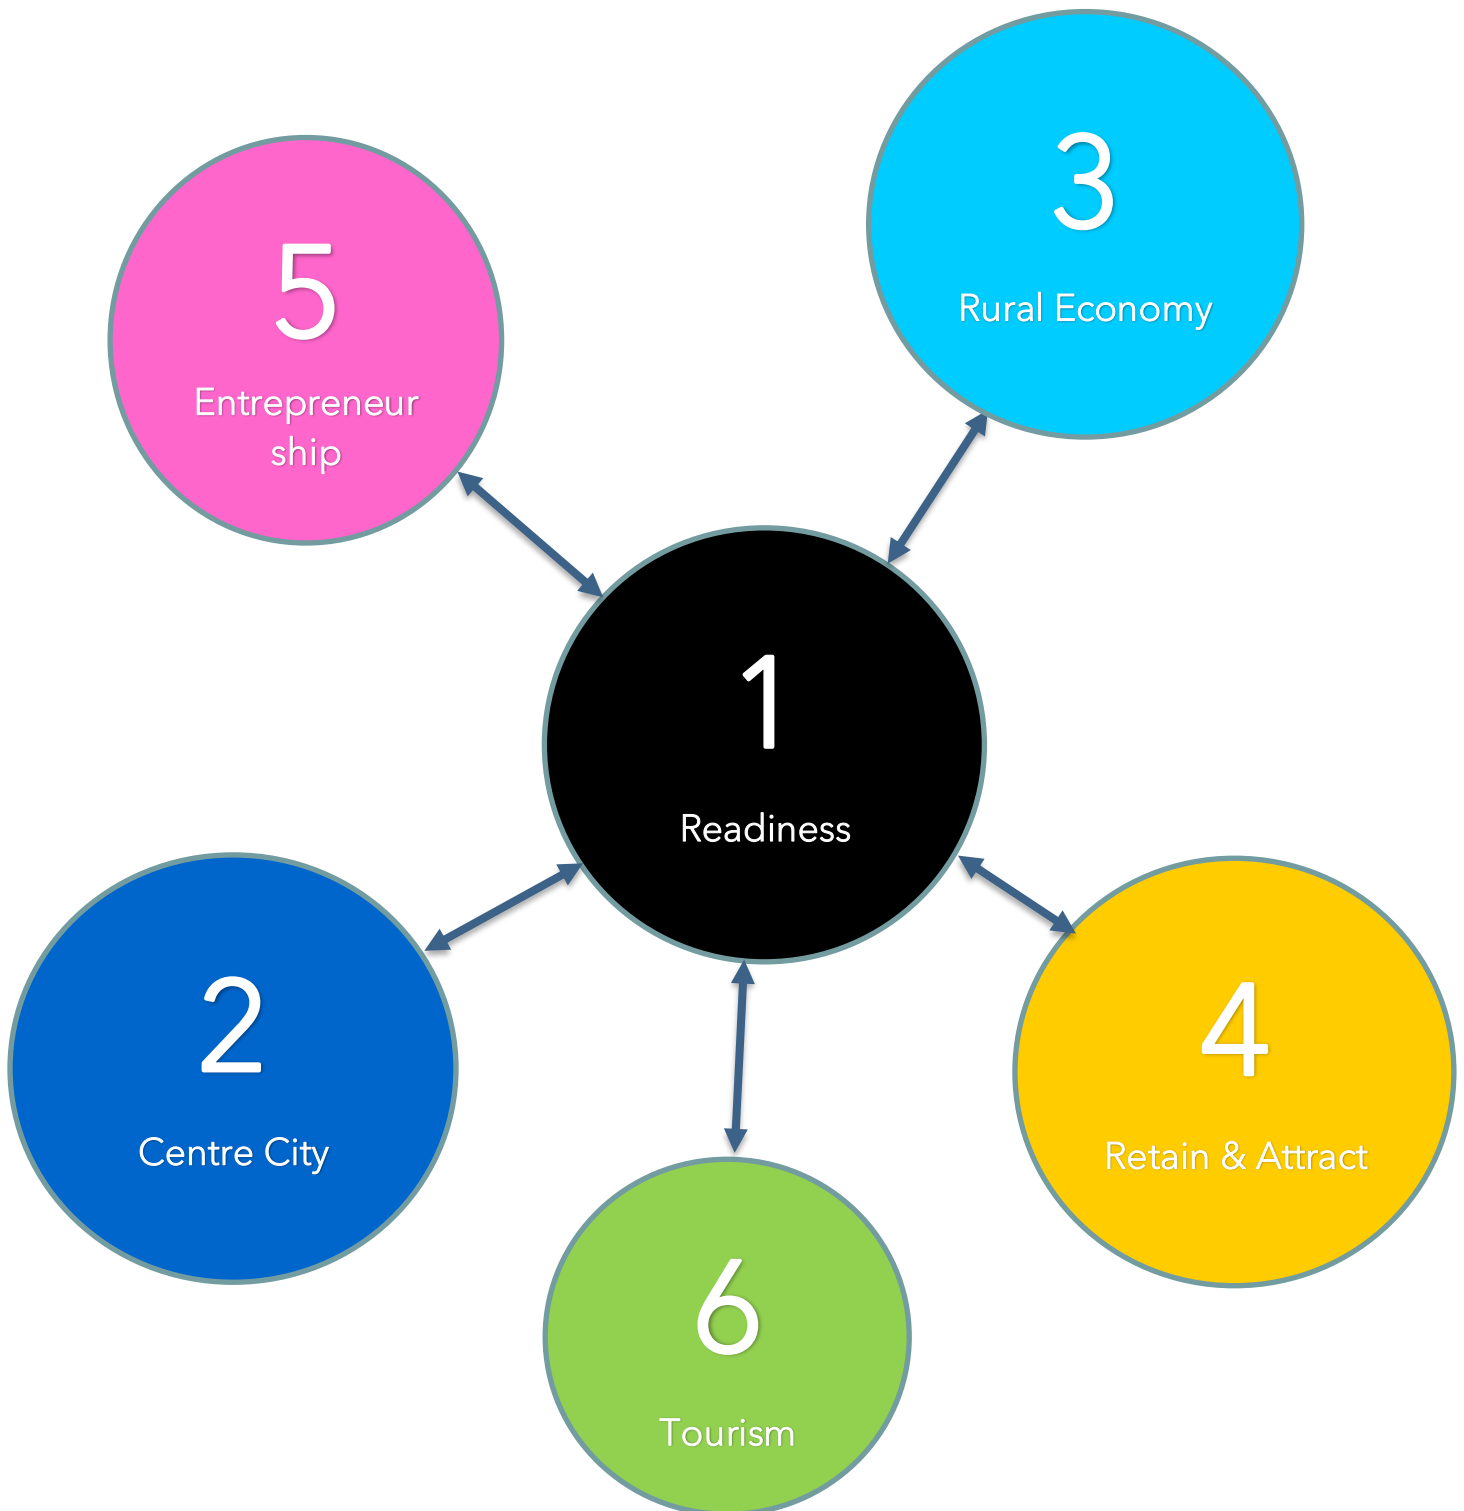 3
Rural Economy
5
Entrepreneur
ship
1
Readiness
2
Centre City
4
Retain & Attract
6
Tourism